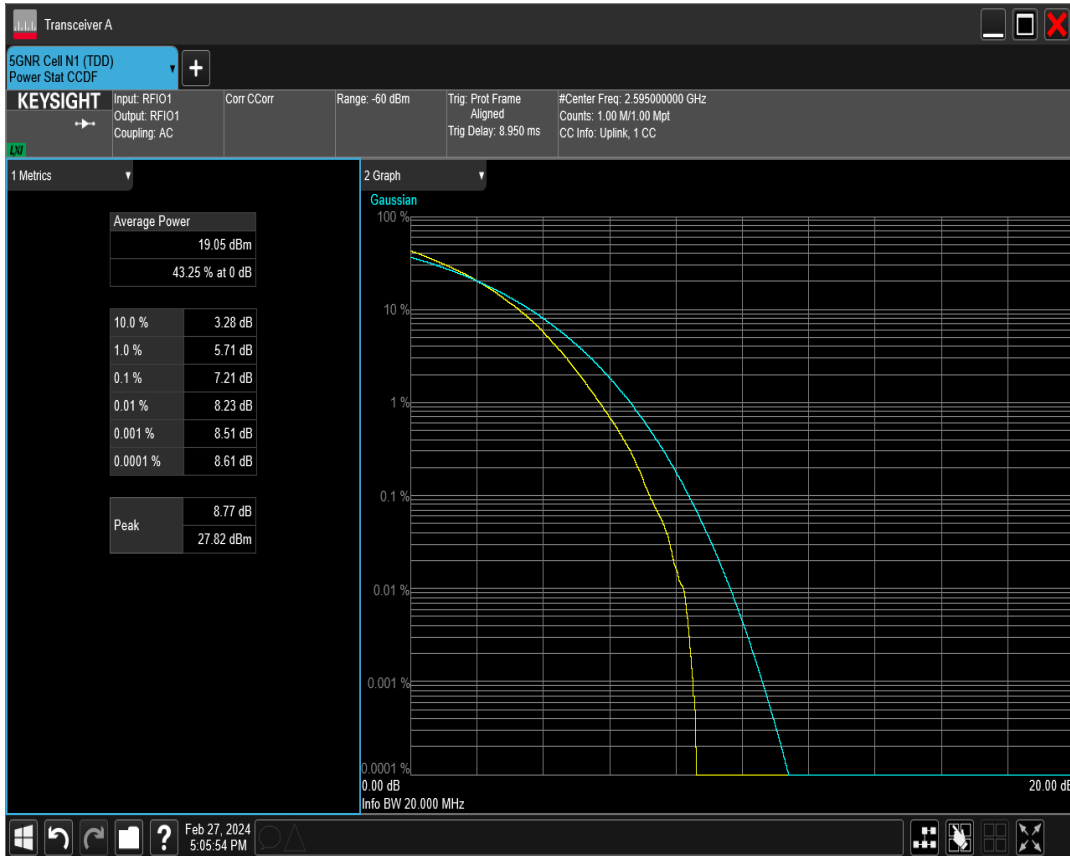 Transceiver A
5GNR Cell N1 (TDD)
Power Stat CCDF
+
KEYSIGHT
LXI
Input: RFIO1
Output: RFIO1
Coupling: AC
Corr CCorr
Range: -60 dBm
Trig: Prot Frame
Aligned
Trig Delay: 8.950 ms
#Center Freq: 2.595000000 GHz
Counts: 1.00 M/1.00 Mpt
CC Info: Uplink, 1 CC
1 Metrics
Average Power
19.05 dBm
43.25 % at 0 dB
10.0 % 3.28 dB
1.0 % 5.71 dB
0.1 % 7.21 dB
0.01 % 8.23 dB
0.001 % 8.51 dB
0.0001 % 8.61 dB
Peak 8.77 dB
27.82 dBm
2 Graph
Gaussian
100 %
10 %
1 %
0.1 %
0.01 %
0.001 %
0.0001 %
0.00 dB 20.00 dB
Info BW 20.000 MHz
? Feb 27, 2024
5:05:54 PM